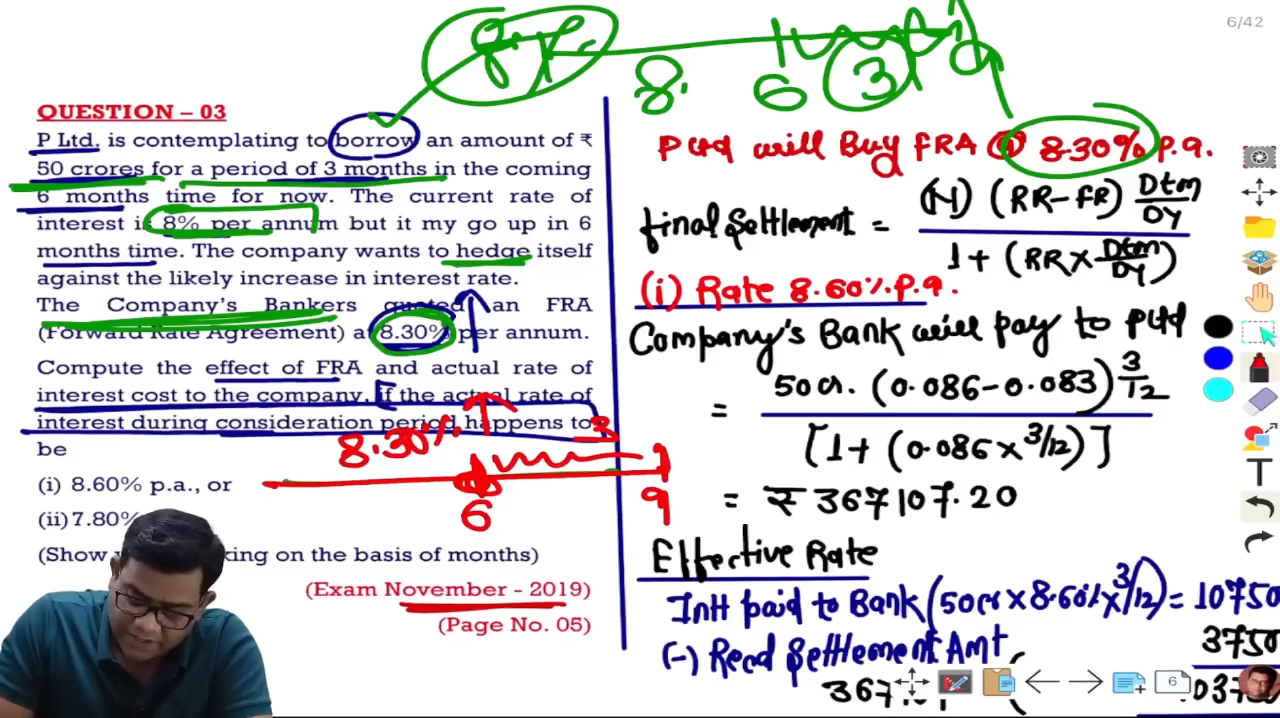 6/42
8.
6
3
QUESTION – 03
P Ltd. is contemplating to borrow an amount of ₹
50 crores for a period of 3 months in the coming
6 months time for now. The current rate of
interest is 8% per annum but it my go up in 6
months time. The company wants to hedge itself
against the likely increase in interest rate.
The Company's Bankers quoted an FRA
(Forward Rate Agreement) at 8.30% per annum.
Compute the effect of FRA and actual rate of
interest cost to the company. If the actual rate of
interest during consideration period happens to
be
8.30%
3
6
9
(i) 8.60% p.a., or
(ii) 7.80%
(Show king on the basis of months)
(Exam November - 2019)
(Page No. 05)
P Ltd will Buy FRA @ 8.30% p.a.
final Settlement = (N) (RR-FR) Dtm/DY
1+ (RR × Dtm/DY)
(i) Rate 8.60% p.a.
Company's Bank will pay to P Ltd
= 50 cr. (0.086-0.083) 3/12
[1+ (0.086 × 3/12)]
= ₹ 367107.20
Effective Rate
Int paid to Bank (50cr × 8.60% × 3/12) = 10750
(-) Recd Settlement Amt
3750
367
03750
6